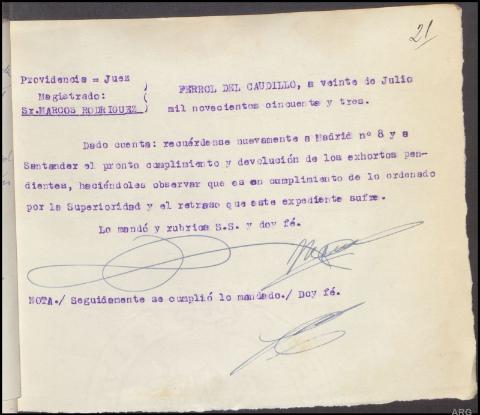 21
Providencia = Juez
Magistrado:
Sr.MARCOS RODRIGUEZ
FERROL DEL CAUDILLO, a veinte de Julio
mil novecientos cincuenta y tres.
Dado cuenta: recuérdense nuevamente a Madrid nº 8 y a
Santander el pronto cumplimiento y devolución de los exhortos pen-
dientes, haciéndoles observar que es en cumplimiento de lo ordenado
por la Superioridad y el retraso que este expediente sufre.
Lo mandó y rubrica S.S. y doy fé.
NOTA./ Seguidamente se cumplió lo mandado./ Doy fé.
ARG